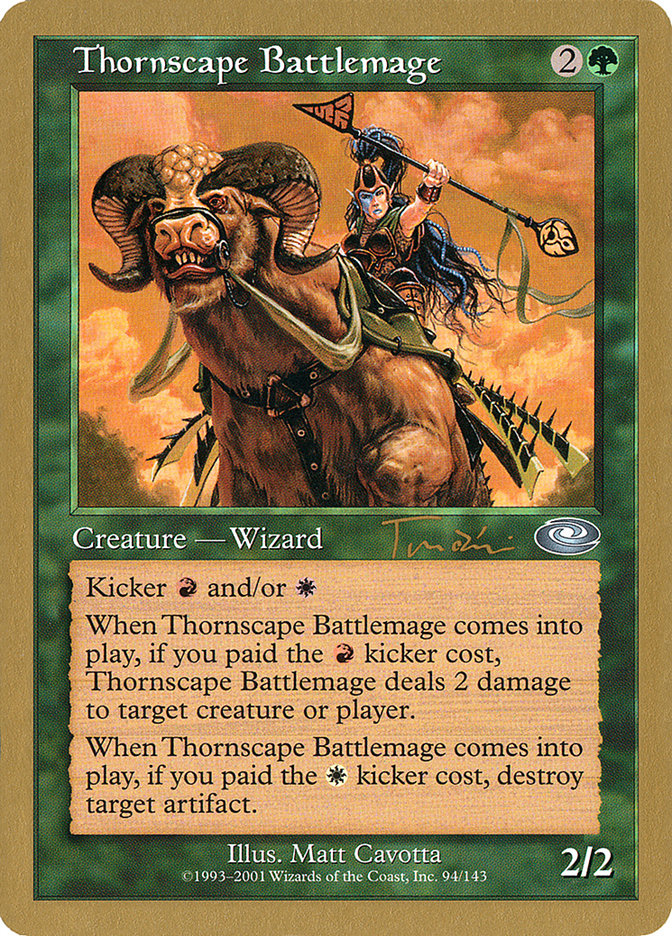 Thornscape Battlemage 2
Creature — Wizard
Kicker and/or
When Thornscape Battlemage comes into
play, if you paid the kicker cost,
Thornscape Battlemage deals 2 damage
to target creature or player.
When Thornscape Battlemage comes into
play, if you paid the kicker cost, destroy
target artifact.
Illus. Matt Cavotta
©1993–2001 Wizards of the Coast, Inc. 94/143
2/2